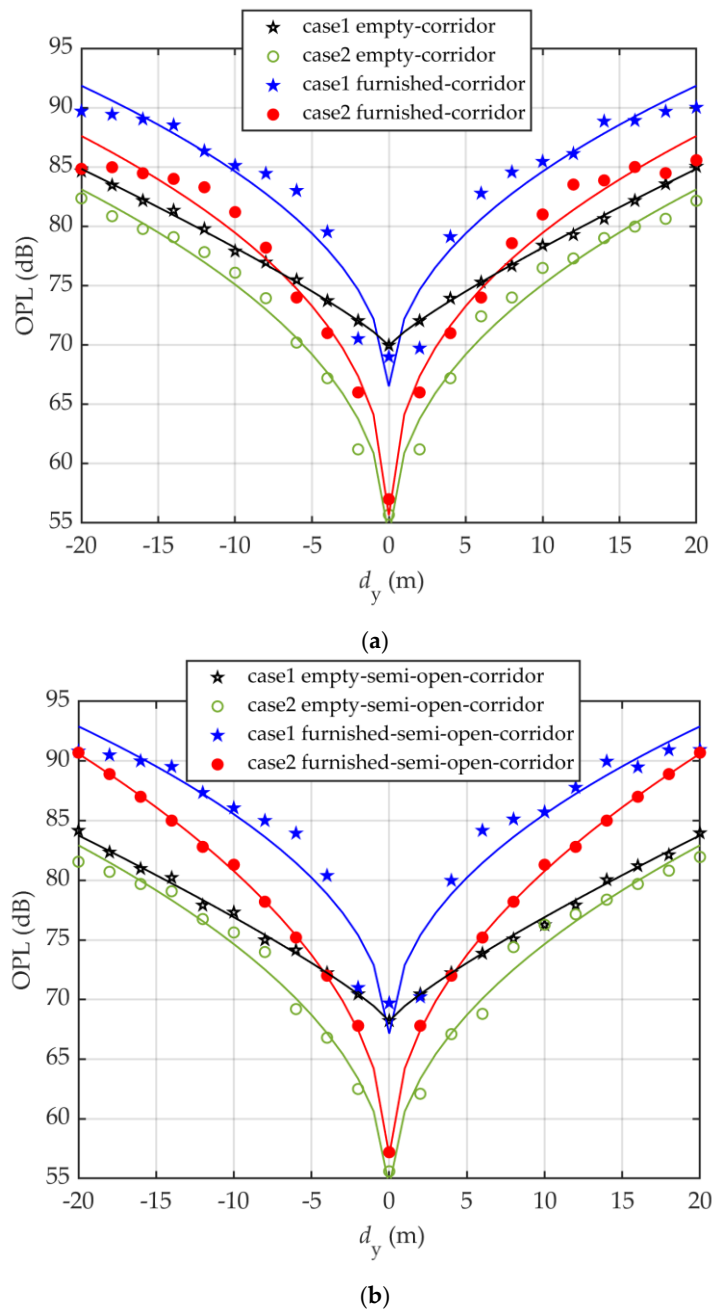 case1 empty-corridor
case2 empty-corridor
case1 furnished-corridor
case2 furnished-corridor
95
90
85
80
75
70
65
60
55
OPL (dB)
-20 -15 -10 -5 0 5 10 15 20
dy (m)
(a)
case1 empty-semi-open-corridor
case2 empty-semi-open-corridor
case1 furnished-semi-open-corridor
case2 furnished-semi-open-corridor
95
90
85
80
75
70
65
60
55
OPL (dB)
-20 -15 -10 -5 0 5 10 15 20
dy (m)
(b)